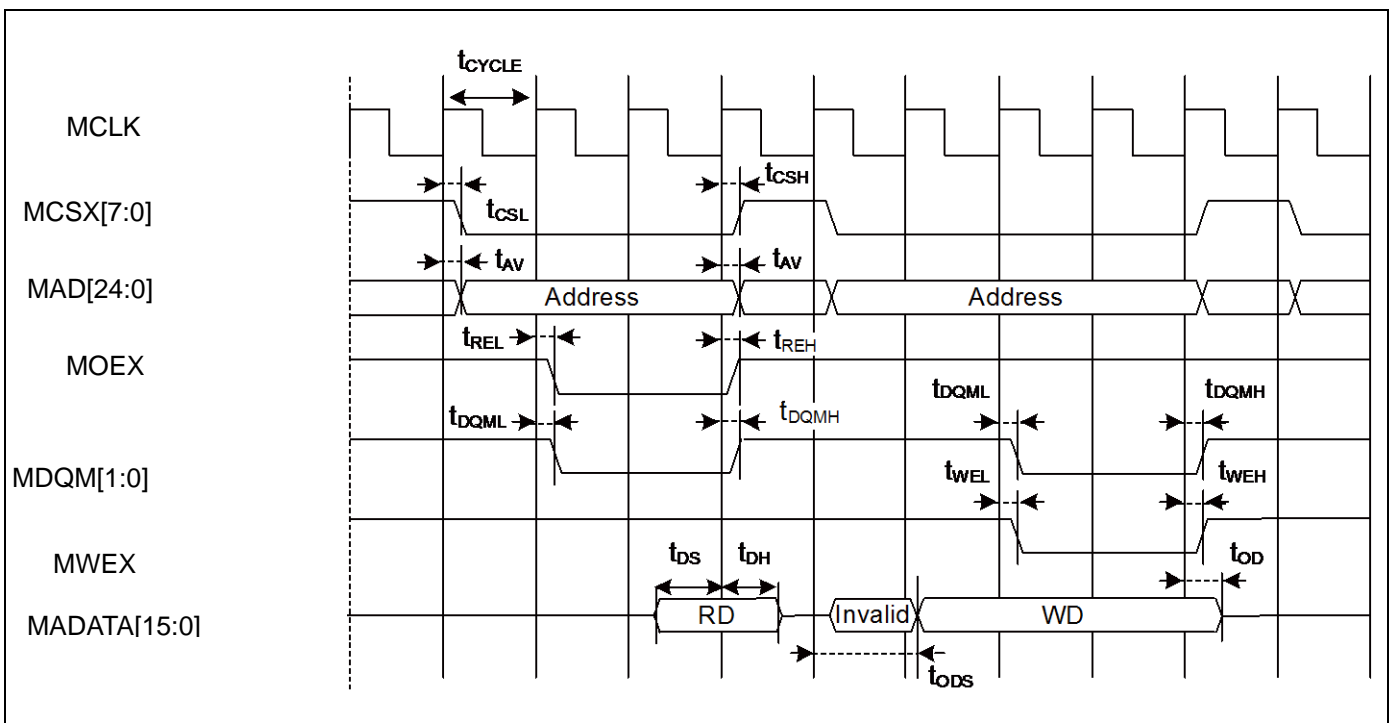 tCYCLE
MCLK
tCSH
MCSX[7:0]
tCSL
tAV
tAV
MAD[24:0]
Address
Address
tREL
tREH
MOEX
tDQML
tDQMH
tDQML
tDQMH
MDQM[1:0]
tWEL
tWEH
MWEX
tDS
tDH
tOD
MADATA[15:0]
RD
Invalid
WD
tODS